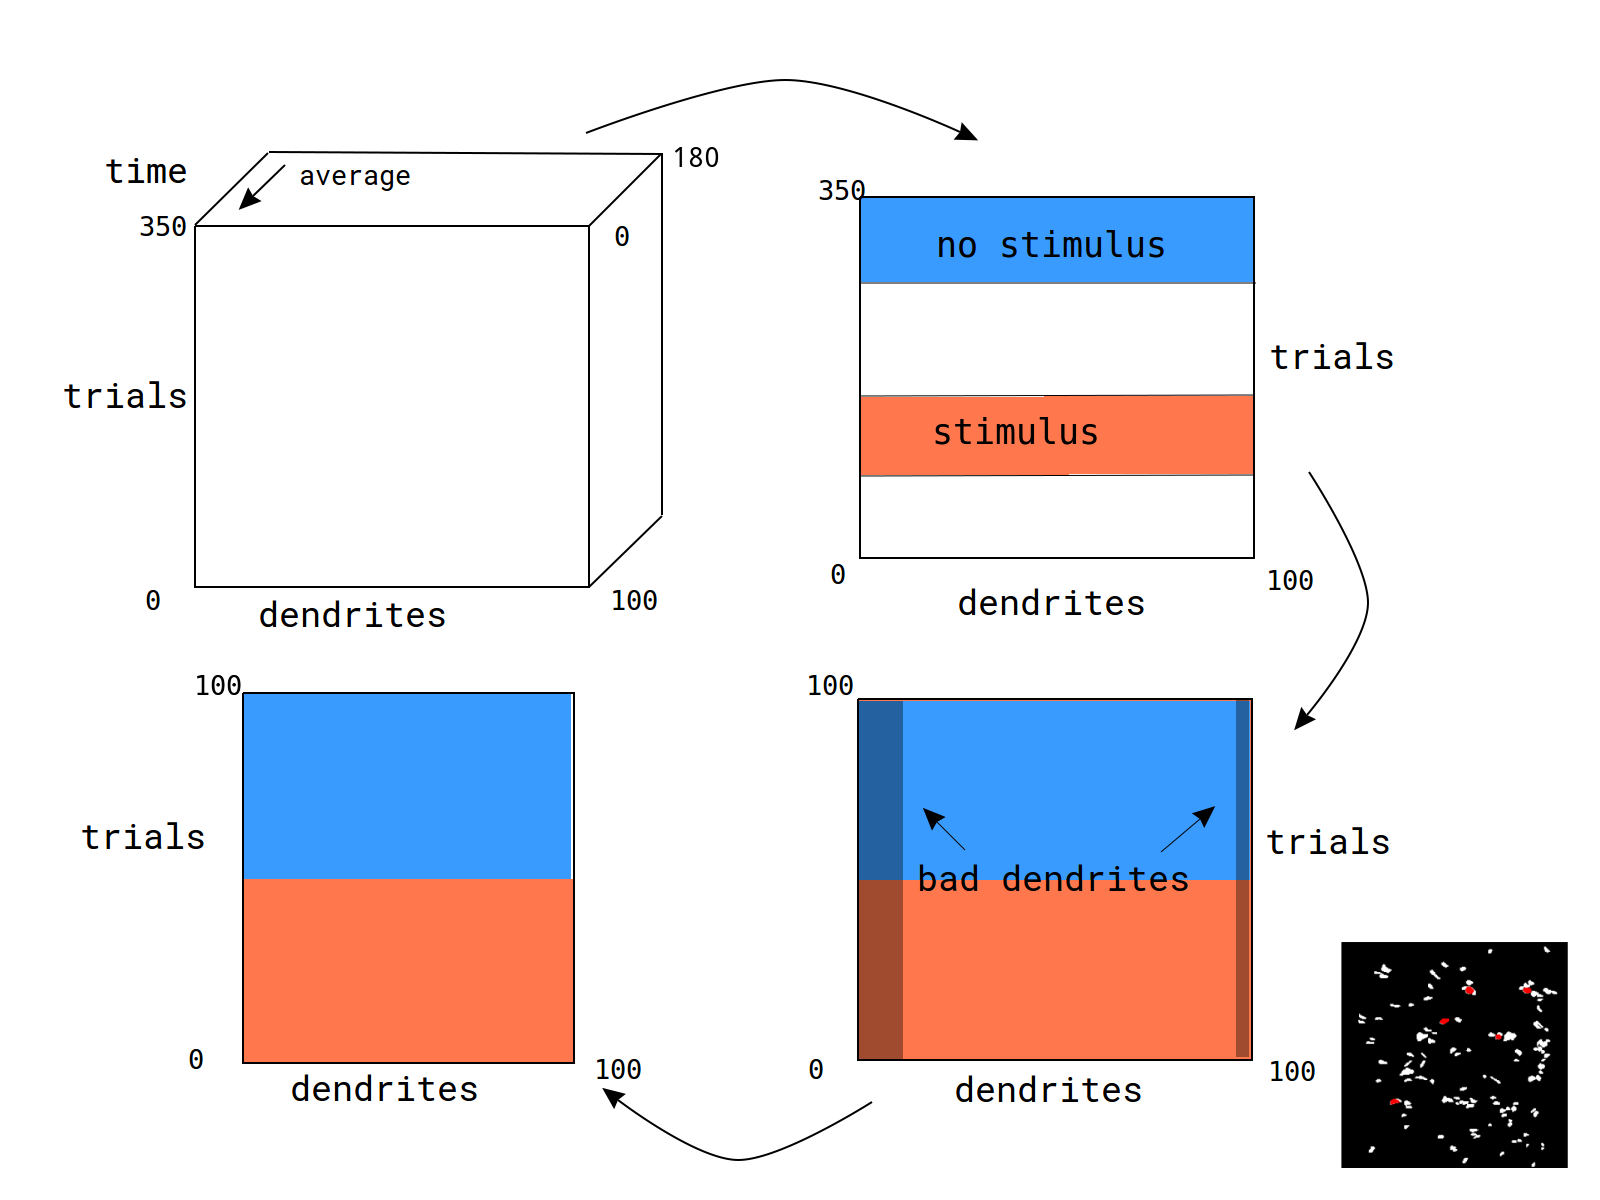 time
average
180
350
0
trials
0
100
dendrites
350
no stimulus
trials
stimulus
0
100
dendrites
100
trials
0
100
dendrites
100
bad dendrites
trials
0
100
dendrites